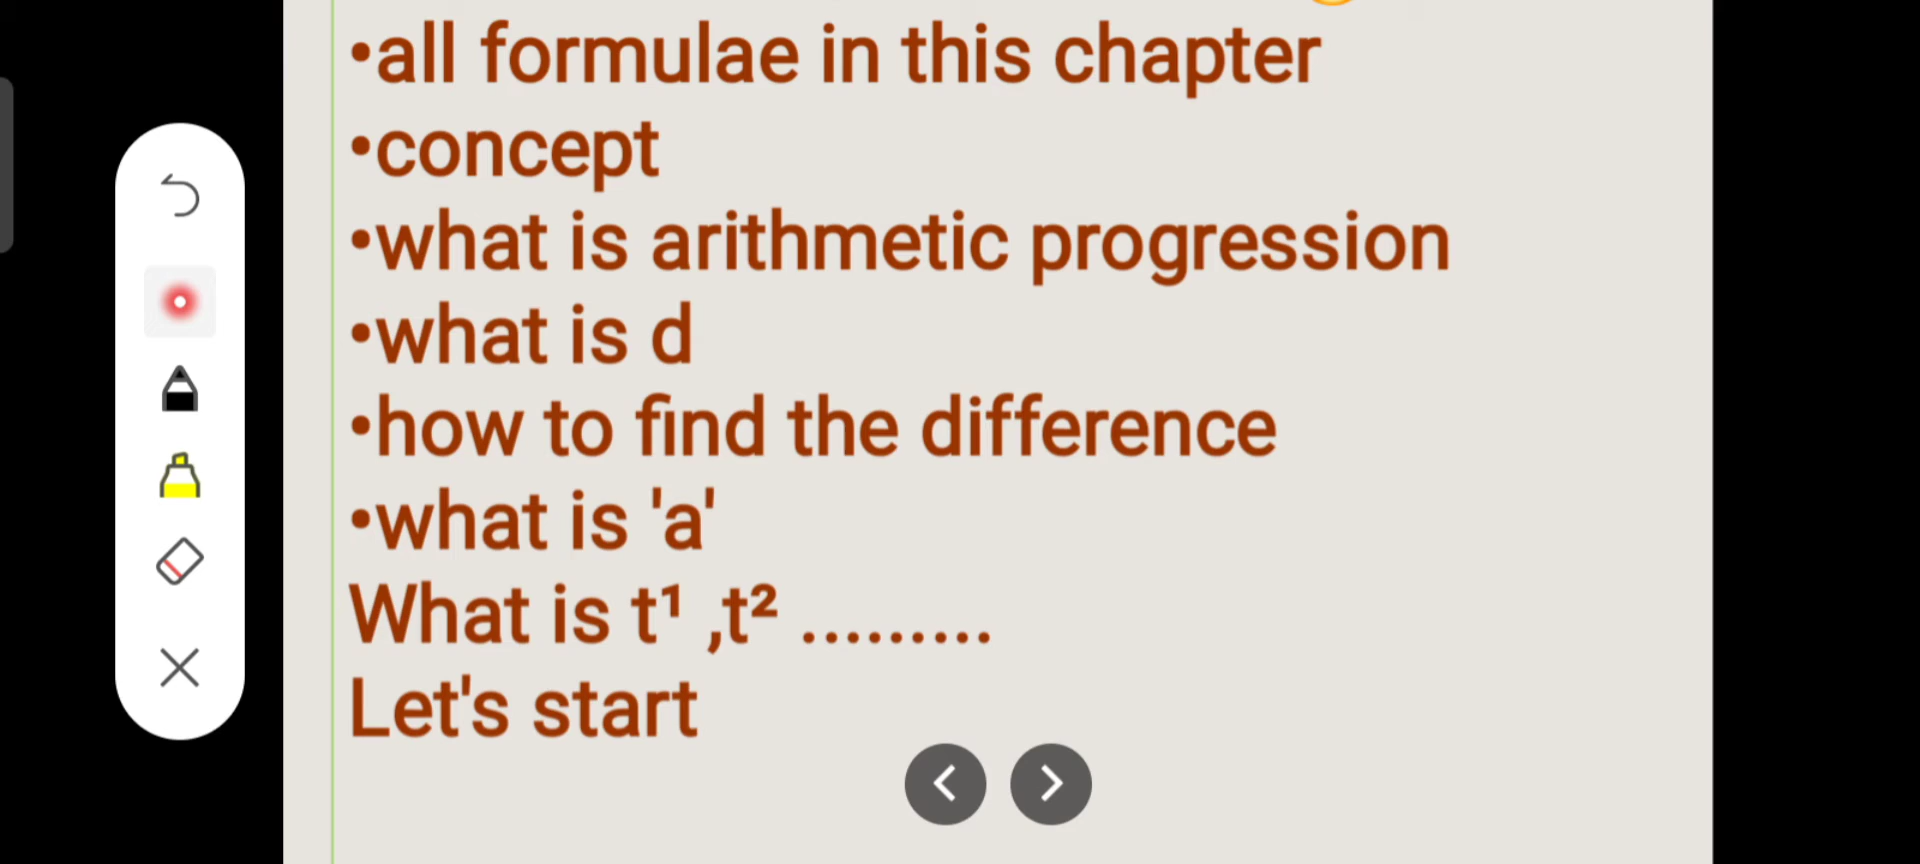 •all formulae in this chapter
•concept
•what is arithmetic progression
•what is d
•how to find the difference
•what is 'a'
What is t¹ ,t² .........
Let's start